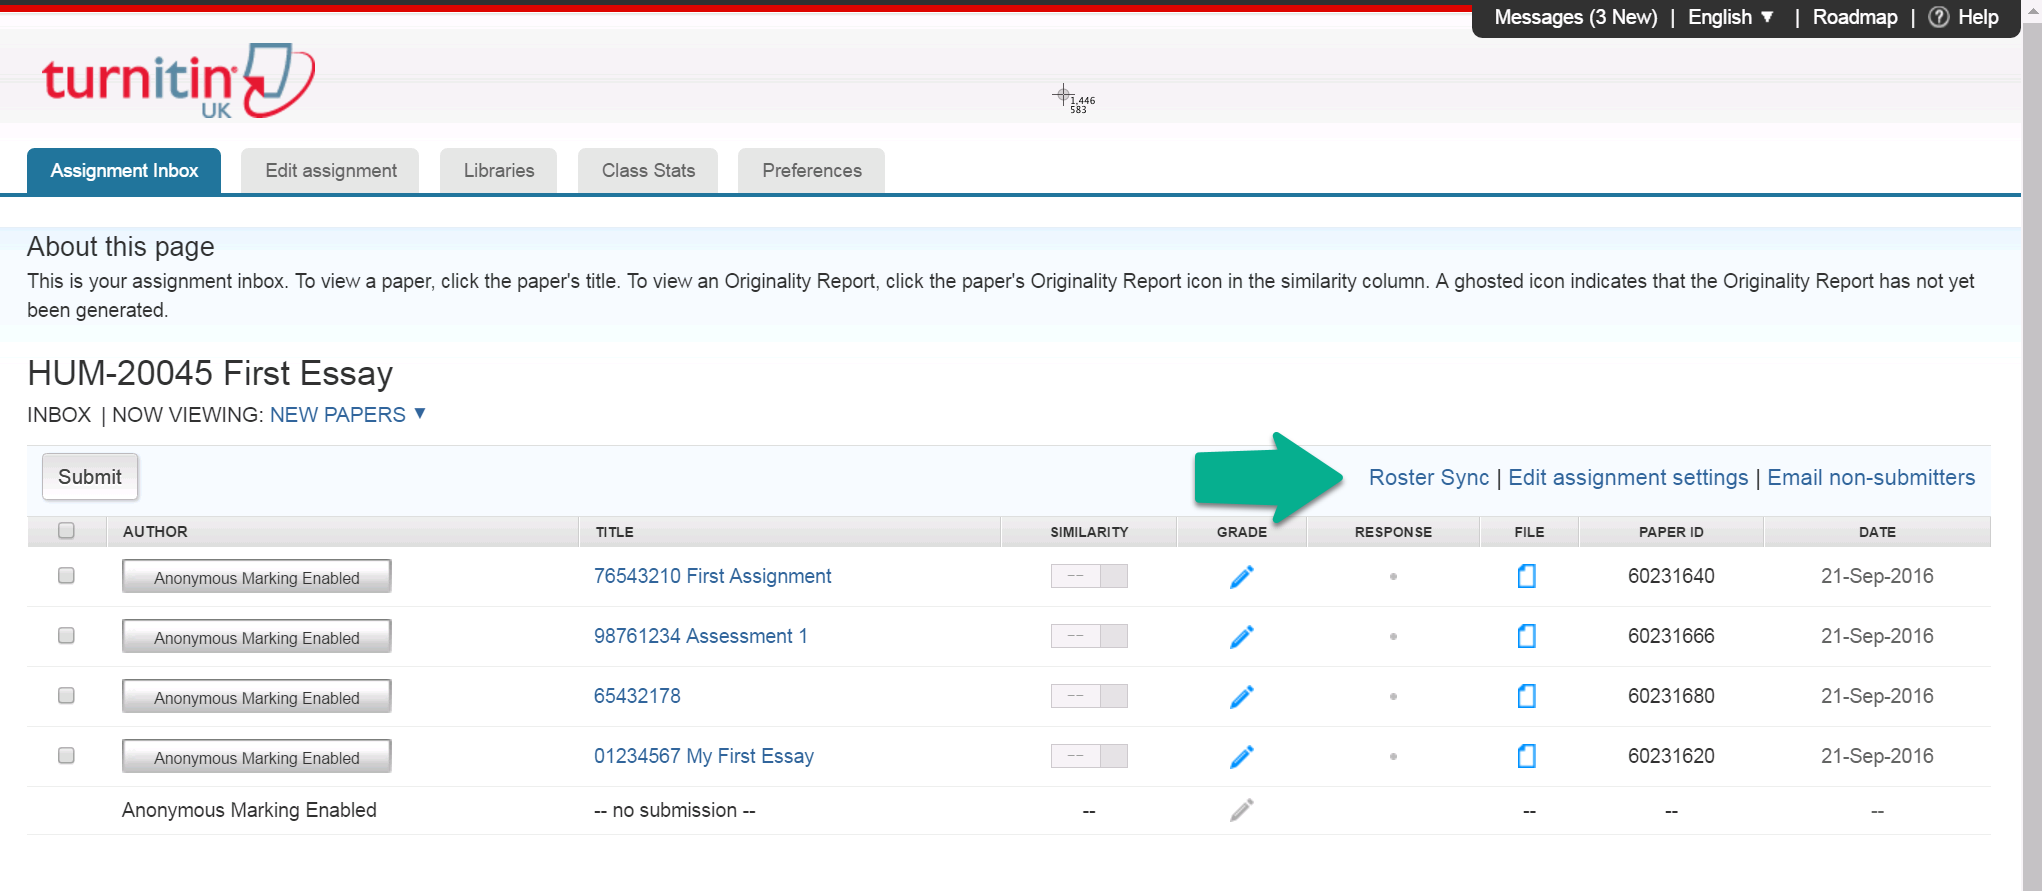 Messages (3 New) | English ▼ | Roadmap | ? Help
turnitin
UK
1,446
583
Assignment Inbox Edit assignment Libraries Class Stats Preferences
About this page
This is your assignment inbox. To view a paper, click the paper's title. To view an Originality Report, click the paper's Originality Report icon in the similarity column. A ghosted icon indicates that the Originality Report has not yet
been generated.
HUM-20045 First Essay
INBOX | NOW VIEWING: NEW PAPERS ▼
Submit Roster Sync | Edit assignment settings | Email non-submitters
AUTHOR TITLE SIMILARITY GRADE RESPONSE FILE PAPER ID DATE
Anonymous Marking Enabled 76543210 First Assignment -- 60231640 21-Sep-2016
Anonymous Marking Enabled 98761234 Assessment 1 -- 60231666 21-Sep-2016
Anonymous Marking Enabled 65432178 -- 60231680 21-Sep-2016
Anonymous Marking Enabled 01234567 My First Essay -- 60231620 21-Sep-2016
Anonymous Marking Enabled -- no submission -- -- -- -- --